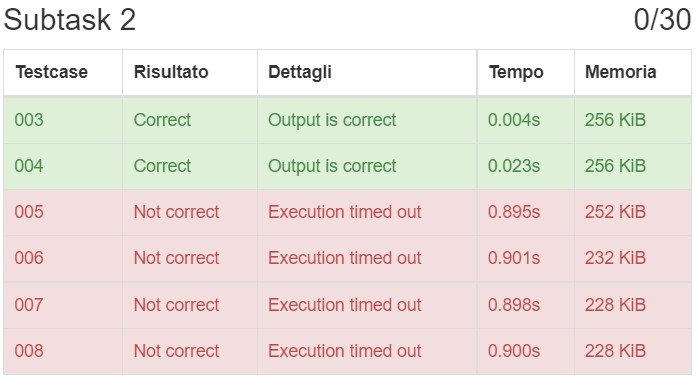 Subtask 2 0/30
Testcase Risultato Dettagli Tempo Memoria
003 Correct Output is correct 0.004s 256 KiB
004 Correct Output is correct 0.023s 256 KiB
005 Not correct Execution timed out 0.895s 252 KiB
006 Not correct Execution timed out 0.901s 232 KiB
007 Not correct Execution timed out 0.898s 228 KiB
008 Not correct Execution timed out 0.900s 228 KiB